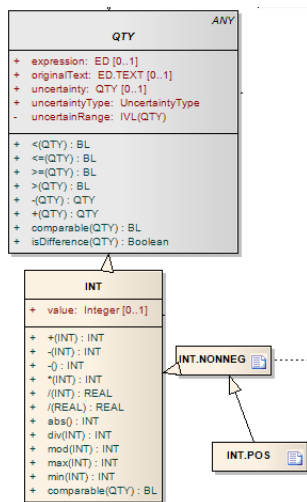 ANY
QTY
+ expression: ED [0..1]
+ originalText: ED.TEXT [0..1]
+ uncertainty: QTY [0..1]
+ uncertaintyType: UncertaintyType
- uncertainRange: IVL(QTY)
+ <(QTY) : BL
+ <=(QTY) : BL
+ >=(QTY) : BL
+ >(QTY) : BL
+ -(QTY) : QTY
+ +(QTY) : QTY
+ comparable(QTY) : BL
+ isDifference(QTY) : Boolean
INT
+ value: Integer [0..1]
+ +(INT) : INT
+ -(INT) : INT
+ -() : INT
+ *(INT) : INT
+ /(INT) : REAL
+ /(REAL) : REAL
+ abs() : INT
+ div(INT) : INT
+ mod(INT) : INT
+ max(INT) : INT
+ min(INT) : INT
+ comparable(QTY) : BL
INT.NONNEG
INT.POS